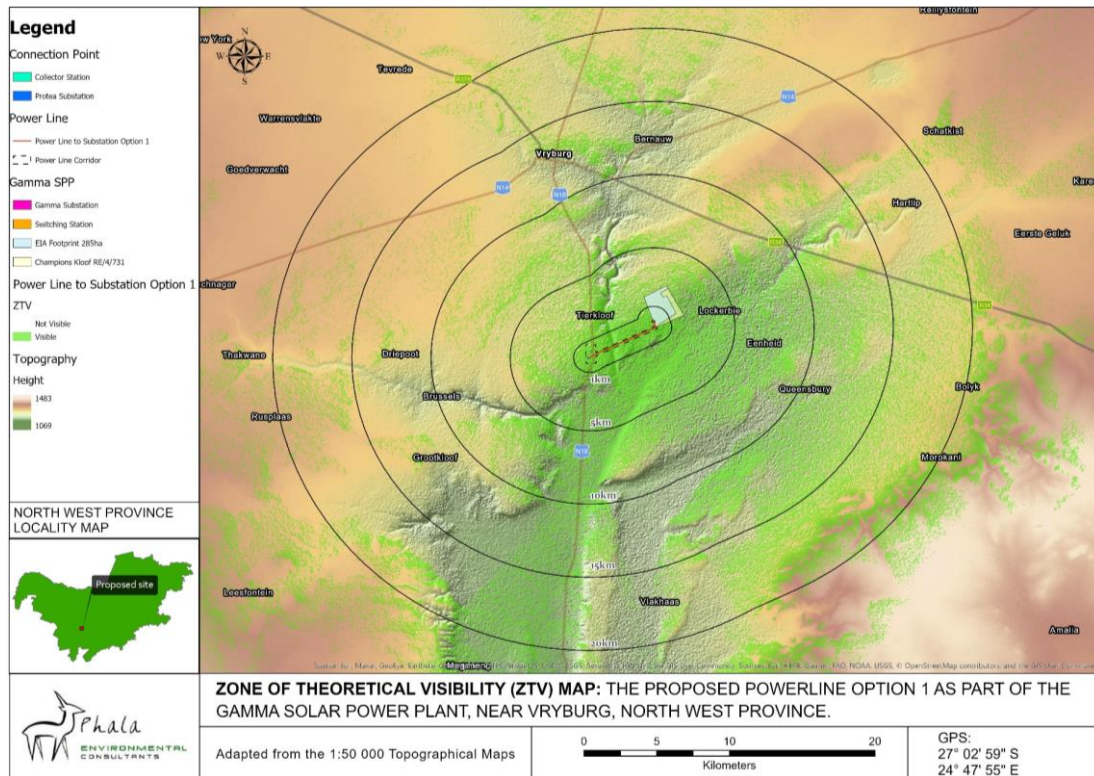 Legend
Connection Point
Collector Station
Protea Substation
Power Line
Power Line to Substation Option 1
Power Line Corridor
Gamma SPP
Gamma Substation
Switching Station
EIA Footprint 285ha
Champions Kloof RE/4/731
Power Line to Substation Option 1
ZTV
Not Visible
Visible
Topography
Height
1483
1069
NORTH WEST PROVINCE
LOCALITY MAP
Proposed site
Phala
ENVIRONMENTAL
CONSULTANTS
Reilysfontein
York
N
W E
S
Tevrede
N14
Warrensvlakte
Schatkist
Bernauw
Vryburg
Goedverwacht
N14
N18
Hartlip
Eerste Geluk
Tierkloof
Lockerbie
Thakwane
Driepoot
Eenheid
1km
Queensbury
Bolyk
Brussels
Rusplaas
5km
N18
Grootkloof
Morokani
10km
15km
Leesfontein
Vlakhaas
20km
Amalia
ZONE OF THEORETICAL VISIBILITY (ZTV) MAP: THE PROPOSED POWERLINE OPTION 1 AS PART OF THE
GAMMA SOLAR POWER PLANT, NEAR VRYBURG, NORTH WEST PROVINCE.
Adapted from the 1:50 000 Topographical Maps
0 5 10 20
Kilometers
GPS:
27° 02' 59" S
24° 47' 55" E